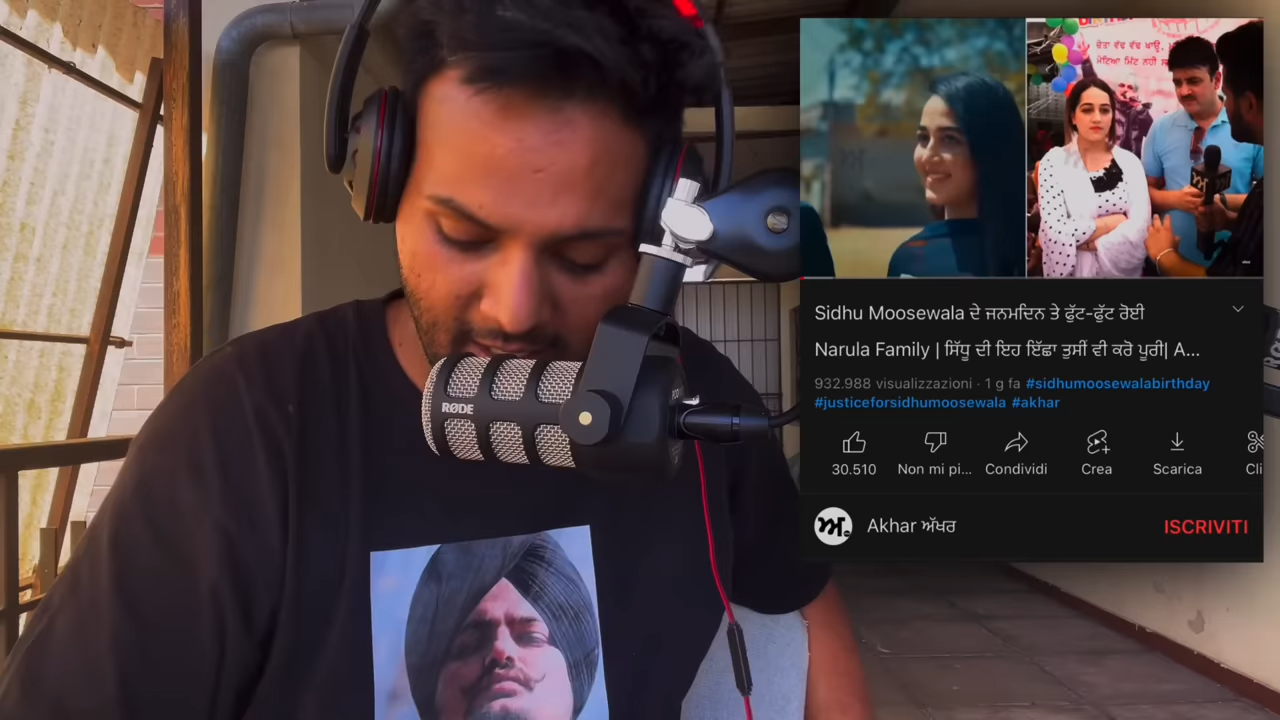 ਚੇਤਾ ਵੱਢ ਵੱਢ ਖਾਊ,
ਮੇਟਿਆ ਮਿੱਟ ਨਹੀ
RØDE
Sidhu Moosewala ਦੇ ਜਨਮਦਿਨ ਤੇ ਫੁੱਟ-ਫੁੱਟ ਰੋਈ
Narula Family | ਸਿੱਧੂ ਦੀ ਇਹ ਇੱਛਾ ਤੁਸੀਂ ਵੀ ਕਰੋ ਪੂਰੀ| A...
932.988 visualizzazioni · 1 g fa #sidhumoosewalabirthday
#justiceforsidhumoosewala #akhar
30.510 Non mi pi... Condividi Crea Scarica Cli
Akhar ਅੱਖਰ ISCRIVITI